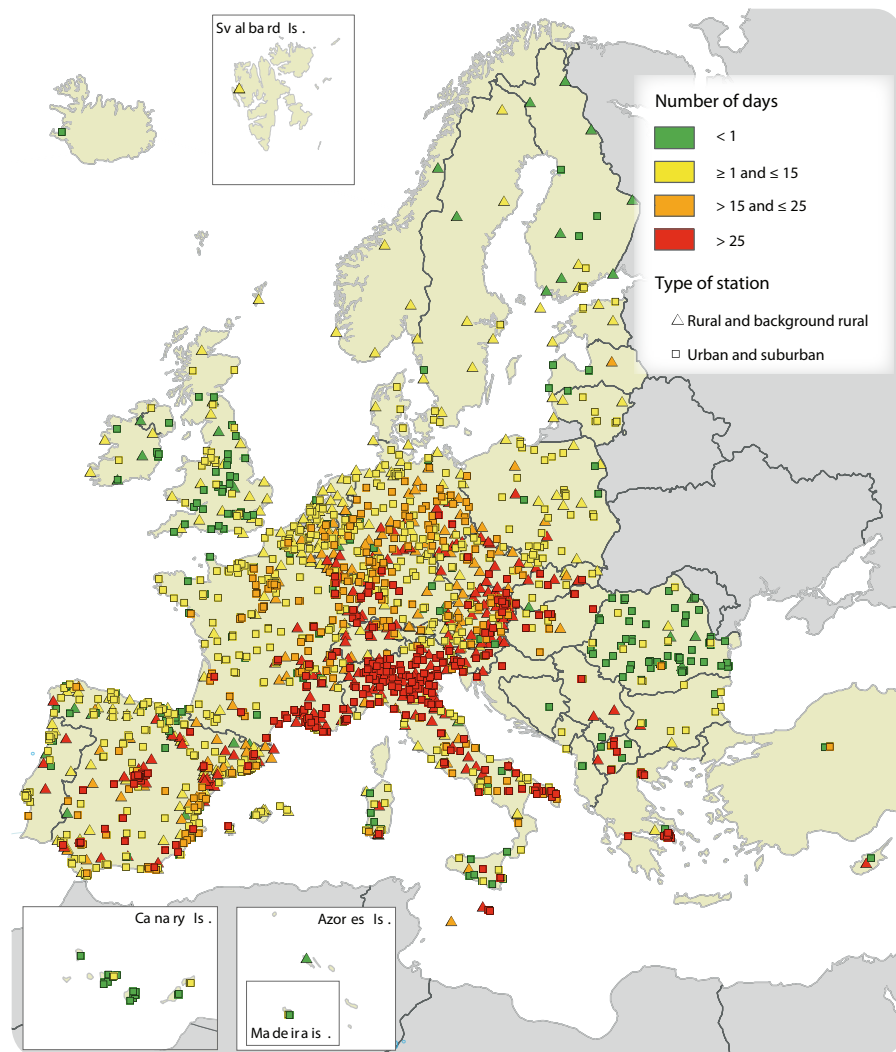 Svalbard Is.
Number of days
< 1
≥ 1 and ≤ 15
> 15 and ≤ 25
> 25
Type of station
Rural and background rural
Urban and suburban
Canary Is.
Azores Is.
Madeira is.